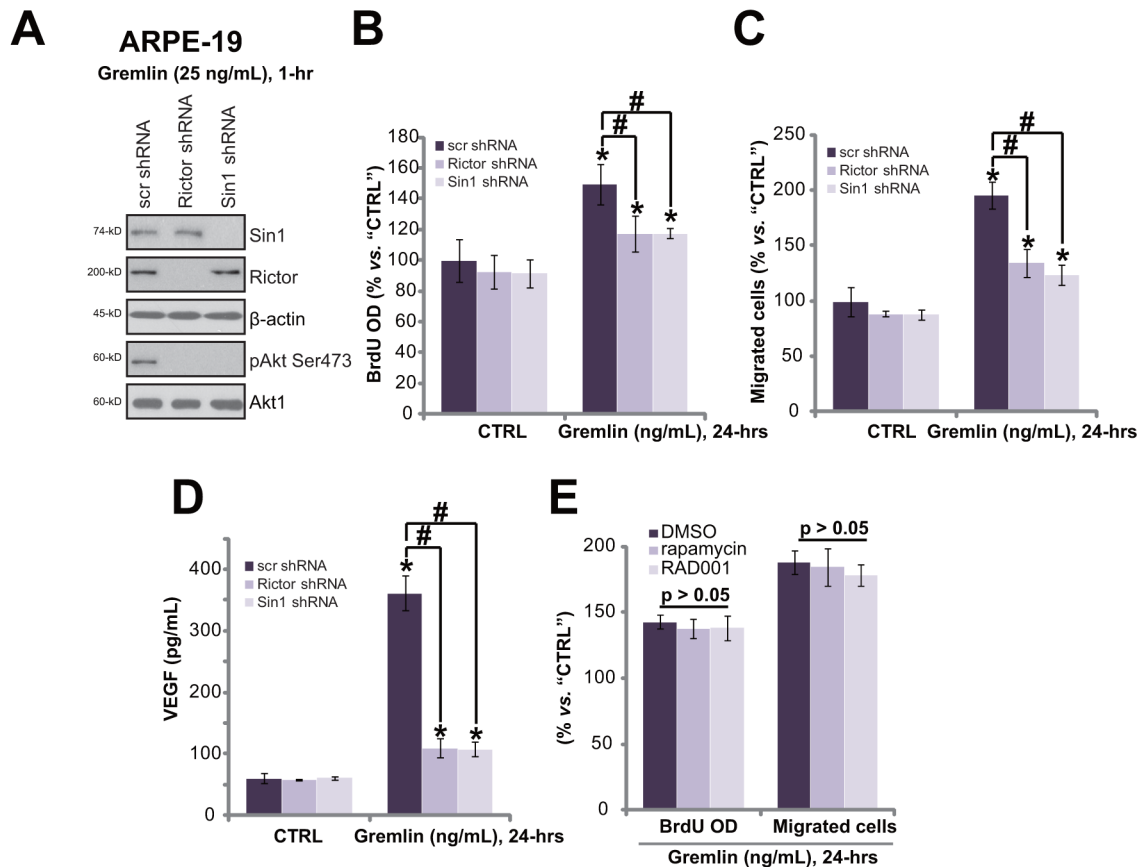 A
ARPE-19
Gremlin (25 ng/mL), 1-hr
scr shRNA
Rictor shRNA
Sin1 shRNA
74-kD
Sin1
200-kD
Rictor
45-kD
β-actin
60-kD
pAkt Ser473
60-kD
Akt1
B
BrdU OD (% vs. “CTRL”)
180
160
140
120
100
80
60
40
20
0
scr shRNA
Rictor shRNA
Sin1 shRNA
#
#
*
*
*
CTRL
Gremlin (ng/mL), 24-hrs
C
Migrated cells (% vs. “CTRL”)
250
200
150
100
50
0
scr shRNA
Rictor shRNA
Sin1 shRNA
#
#
*
*
*
CTRL
Gremlin (ng/mL), 24-hrs
D
VEGF (pg/mL)
400
300
400
100
0
scr shRNA
Rictor shRNA
Sin1 shRNA
#
#
*
*
*
CTRL
Gremlin (ng/mL), 24-hrs
E
(% vs. “CTRL”)
200
150
100
50
0
DMSO
rapamycin
RAD001
p > 0.05
p > 0.05
BrdU OD
Migrated cells
Gremlin (ng/mL), 24-hrs